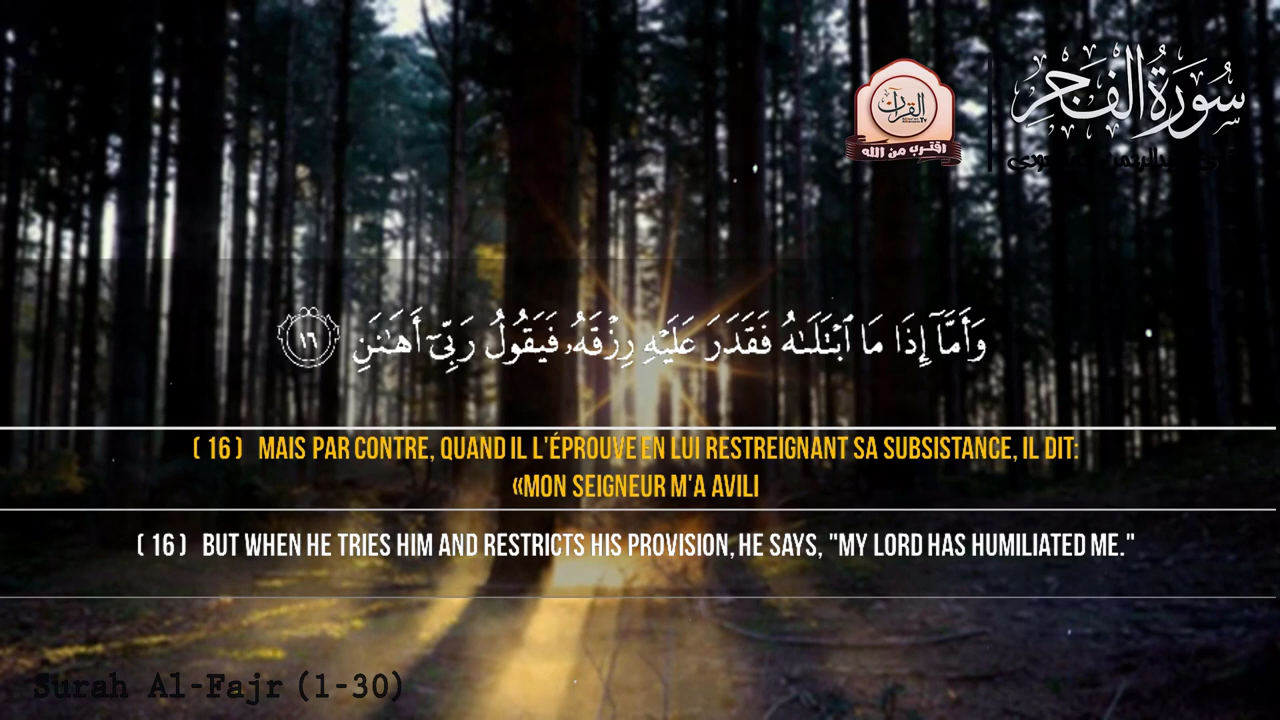 سُورَةُ الفَجْرِ
القرآن
اقترب من الله
وَأَمَّآ إِذَا مَا ٱبْتَلَىٰهُ فَقَدَرَ عَلَيْهِ رِزْقَهُۥ فَيَقُولُ رَبِّىٓ أَهَـٰنَنِ ١٦
( 16 ) MAIS PAR CONTRE, QUAND IL L'ÉPROUVE EN LUI RESTREIGNANT SA SUBSISTANCE, IL DIT:
«MON SEIGNEUR M'A AVILI
( 16 ) BUT WHEN HE TRIES HIM AND RESTRICTS HIS PROVISION, HE SAYS, "MY LORD HAS HUMILIATED ME."
Surah Al-Fajr (1-30)